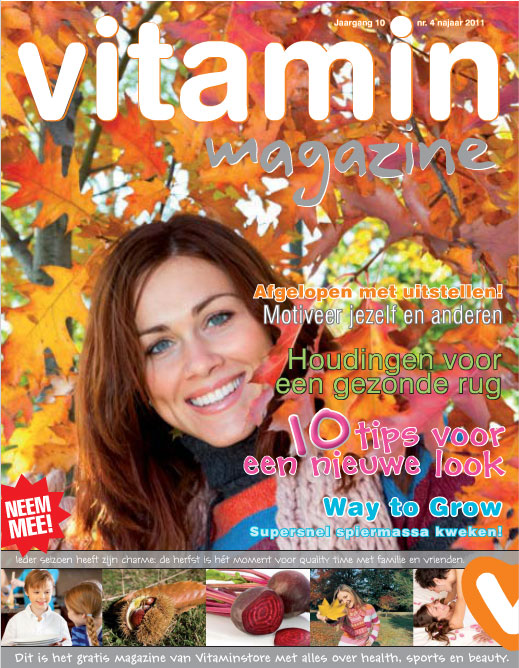 Jaargang 10 nr. 4 najaar 2011
vitamin
magazine
Afgelopen met uitstellen!
Motiveer jezelf en anderen
Houdingen voor
een gezonde rug
10 tips voor
een nieuwe look
Way to Grow
Supersnel spiermassa kweken!
NEEM
MEE!
Ieder seizoen heeft zijn charme: de herfst is hét moment voor quality time met familie en vrienden.
Dit is het gratis magazine van Vitaminstore met alles over health, sports en beauty.